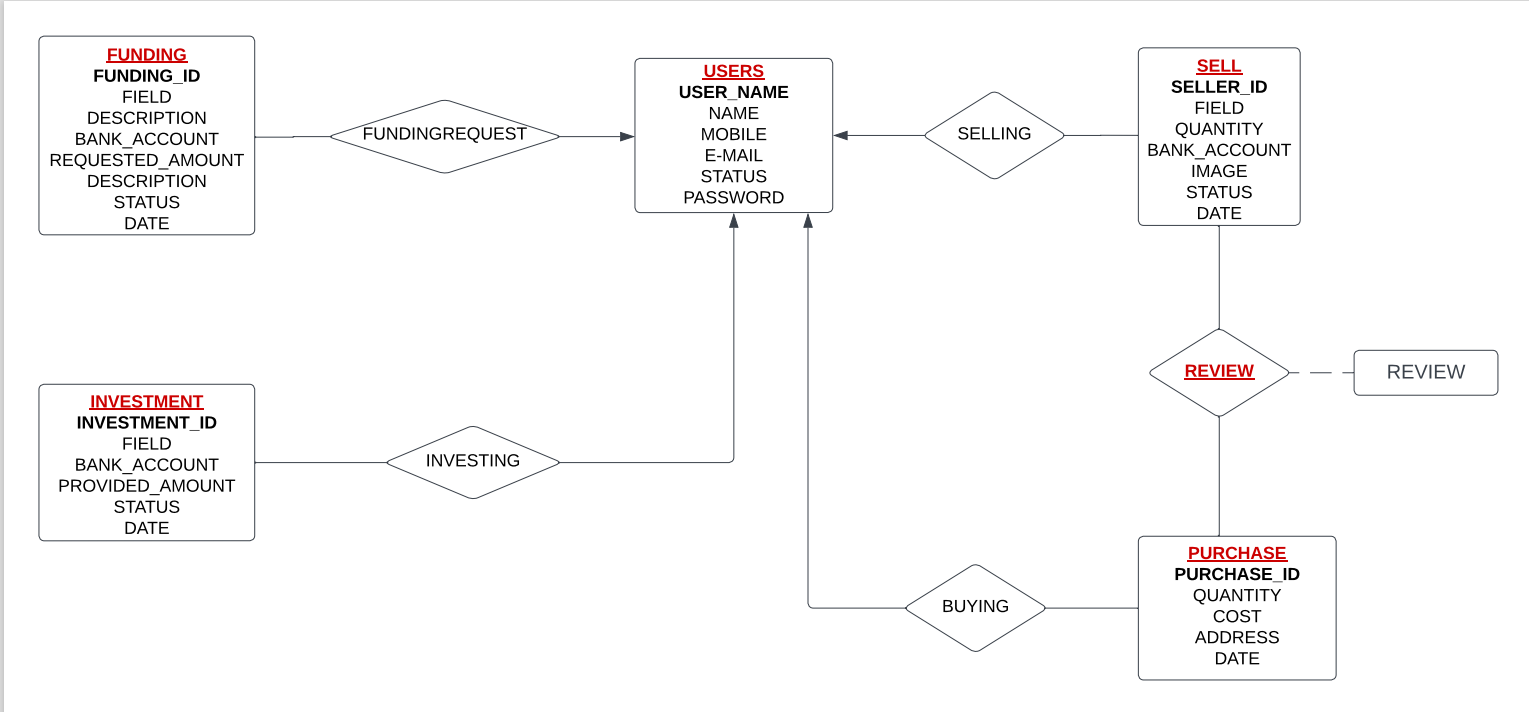 FUNDING
FUNDING_ID
FIELD
DESCRIPTION
BANK_ACCOUNT
REQUESTED_AMOUNT
DESCRIPTION
STATUS
DATE
FUNDINGREQUEST
USERS
USER_NAME
NAME
MOBILE
E-MAIL
STATUS
PASSWORD
SELLING
SELL
SELLER_ID
FIELD
QUANTITY
BANK_ACCOUNT
IMAGE
STATUS
DATE
REVIEW
REVIEW
INVESTMENT
INVESTMENT_ID
FIELD
BANK_ACCOUNT
PROVIDED_AMOUNT
STATUS
DATE
INVESTING
BUYING
PURCHASE
PURCHASE_ID
QUANTITY
COST
ADDRESS
DATE